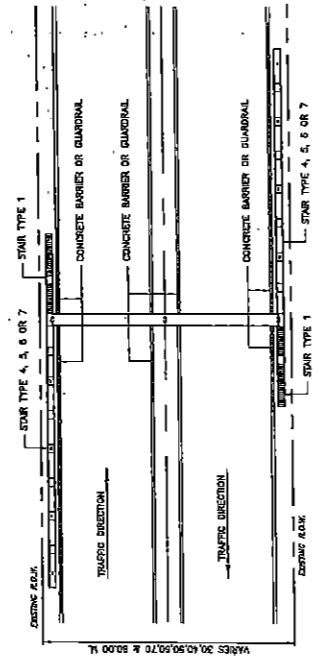 STAIR TYPE 4, 5, 6 OR 7
STAIR TYPE 1
EXISTING R.O.W.
CONCRETE BARRIER OR GUARDRAIL
TRAFFIC DIRECTION
CONCRETE BARRIER OR GUARDRAIL
TRAFFIC DIRECTION
CONCRETE BARRIER OR GUARDRAIL
EXISTING R.O.W.
STAIR TYPE 1
STAIR TYPE 4, 5, 6 OR 7
VARIES 30,40,50,60,70 & 80.00 M.